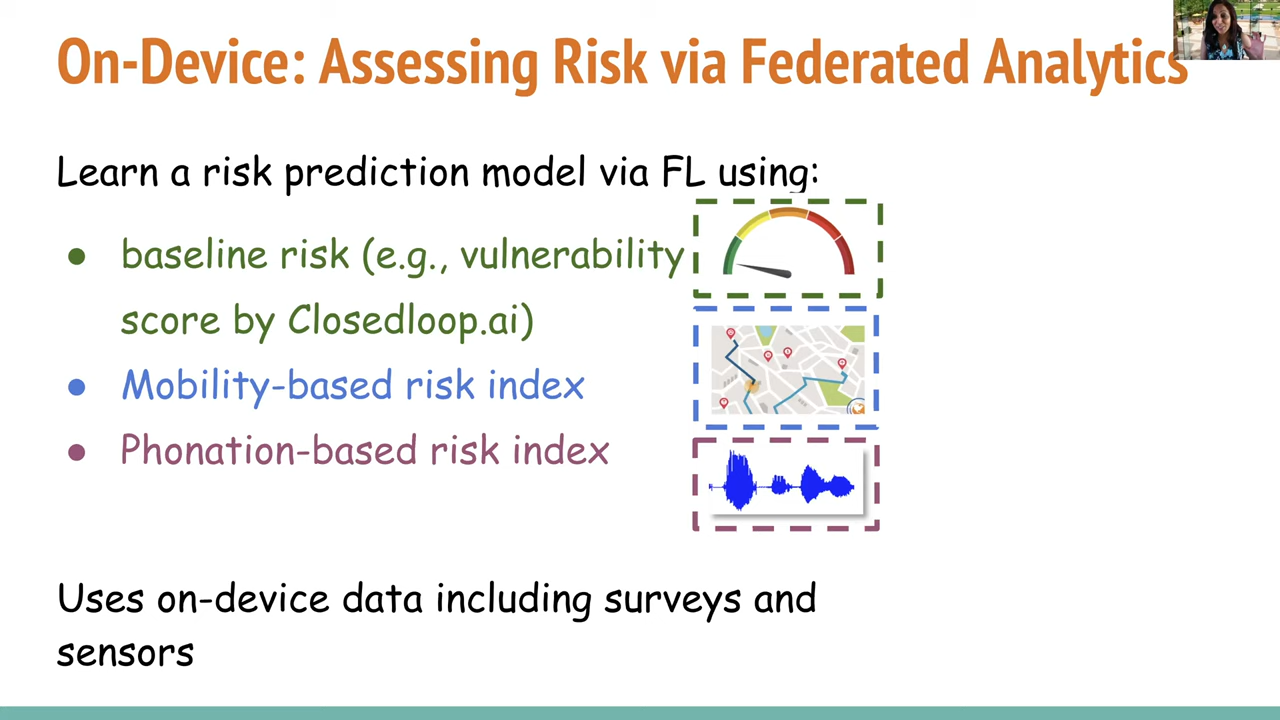 On-Device: Assessing Risk via Federated Analytics
Learn a risk prediction model via FL using:
● baseline risk (e.g., vulnerability
score by Closedloop.ai)
● Mobility-based risk index
● Phonation-based risk index
Uses on-device data including surveys and
sensors